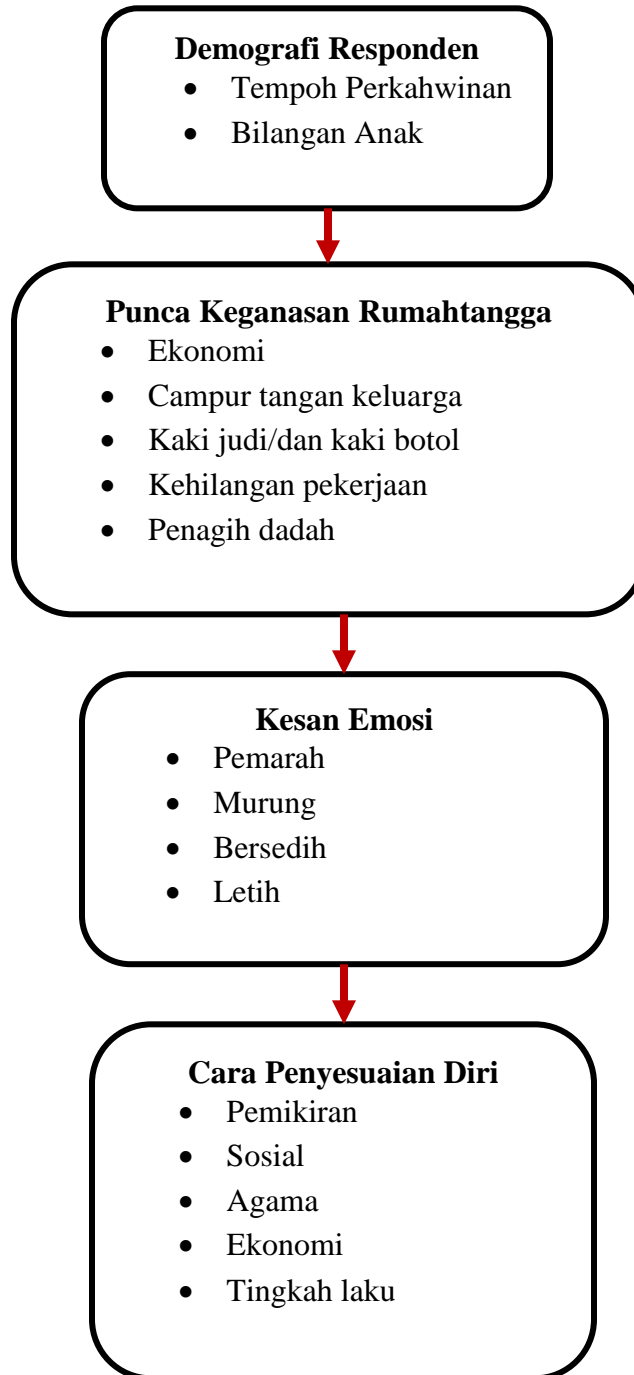 Demografi Responden
• Tempoh Perkahwinan
• Bilangan Anak
Punca Keganasan Rumahtangga
• Ekonomi
• Campur tangan keluarga
• Kaki judi/dan kaki botol
• Kehilangan pekerjaan
• Penagih dadah
Kesan Emosi
• Pemarah
• Murung
• Bersedih
• Letih
Cara Penyesuaian Diri
• Pemikiran
• Sosial
• Agama
• Ekonomi
• Tingkah laku